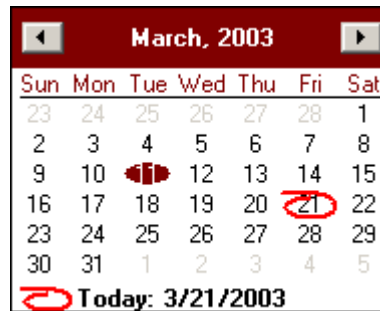 March, 2003
Sun Mon Tue Wed Thu Fri Sat
23 24 25 26 27 28 1
2 3 4 5 6 7 8
9 10 11 12 13 14 15
16 17 18 19 20 21 22
23 24 25 26 27 28 29
30 31 1 2 3 4 5
Today: 3/21/2003